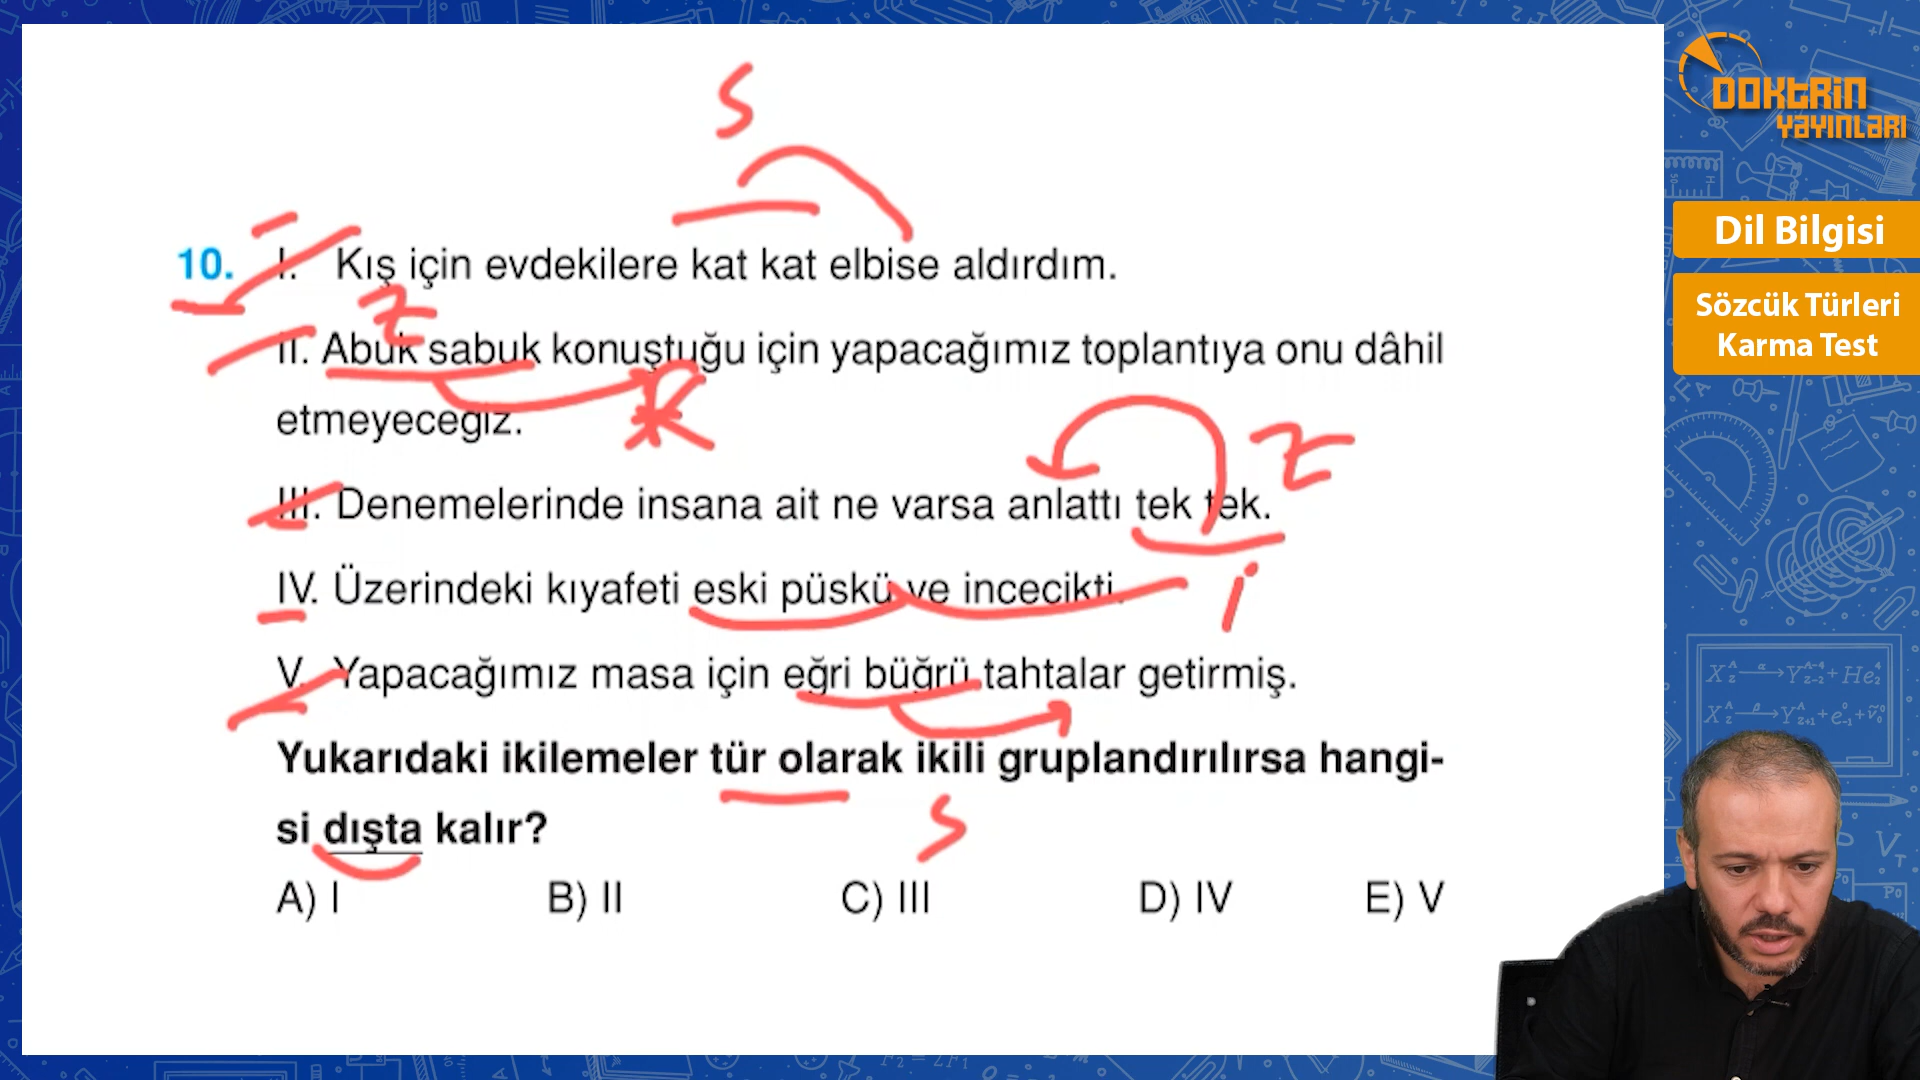 DOKTRiN
YAYINLARI
Dil Bilgisi
Sözcük Türleri
Karma Test
S
10. I. Kış için evdekilere kat kat elbise aldırdım.
Z
II. Abuk sabuk konuştuğu için yapacağımız toplantıya onu dâhil
etmeyeceğiz.
Z
III. Denemelerinde insana ait ne varsa anlattı tek tek.
IV. Üzerindeki kıyafeti eski püskü ve incecikti.
i
V. Yapacağımız masa için eğri büğrü tahtalar getirmiş.
Yukarıdaki ikilemeler tür olarak ikili gruplandırılırsa hangi-
si dışta kalır?
S
A) I B) II C) III D) IV E) V